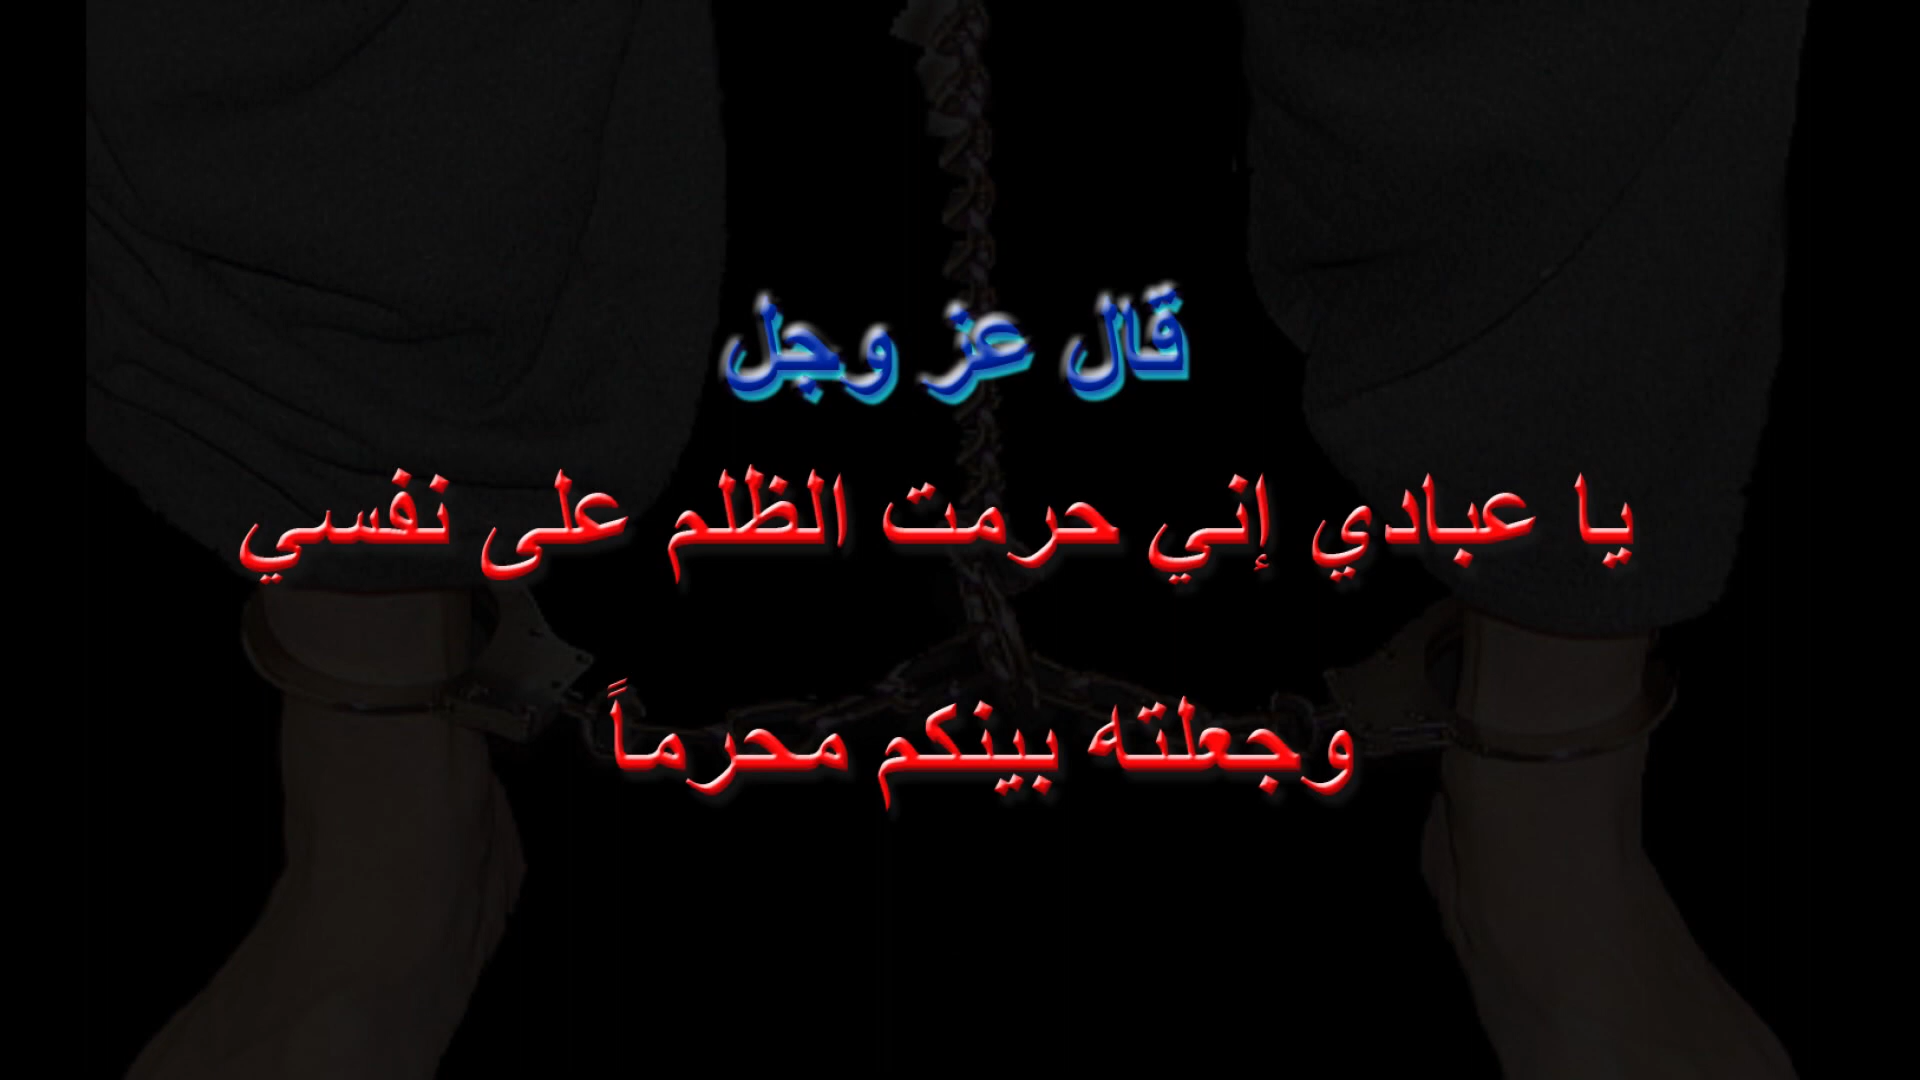 قال عز وجل
يا عبادي إني حرمت الظلم على نفسي
وجعلته بينكم محرماً